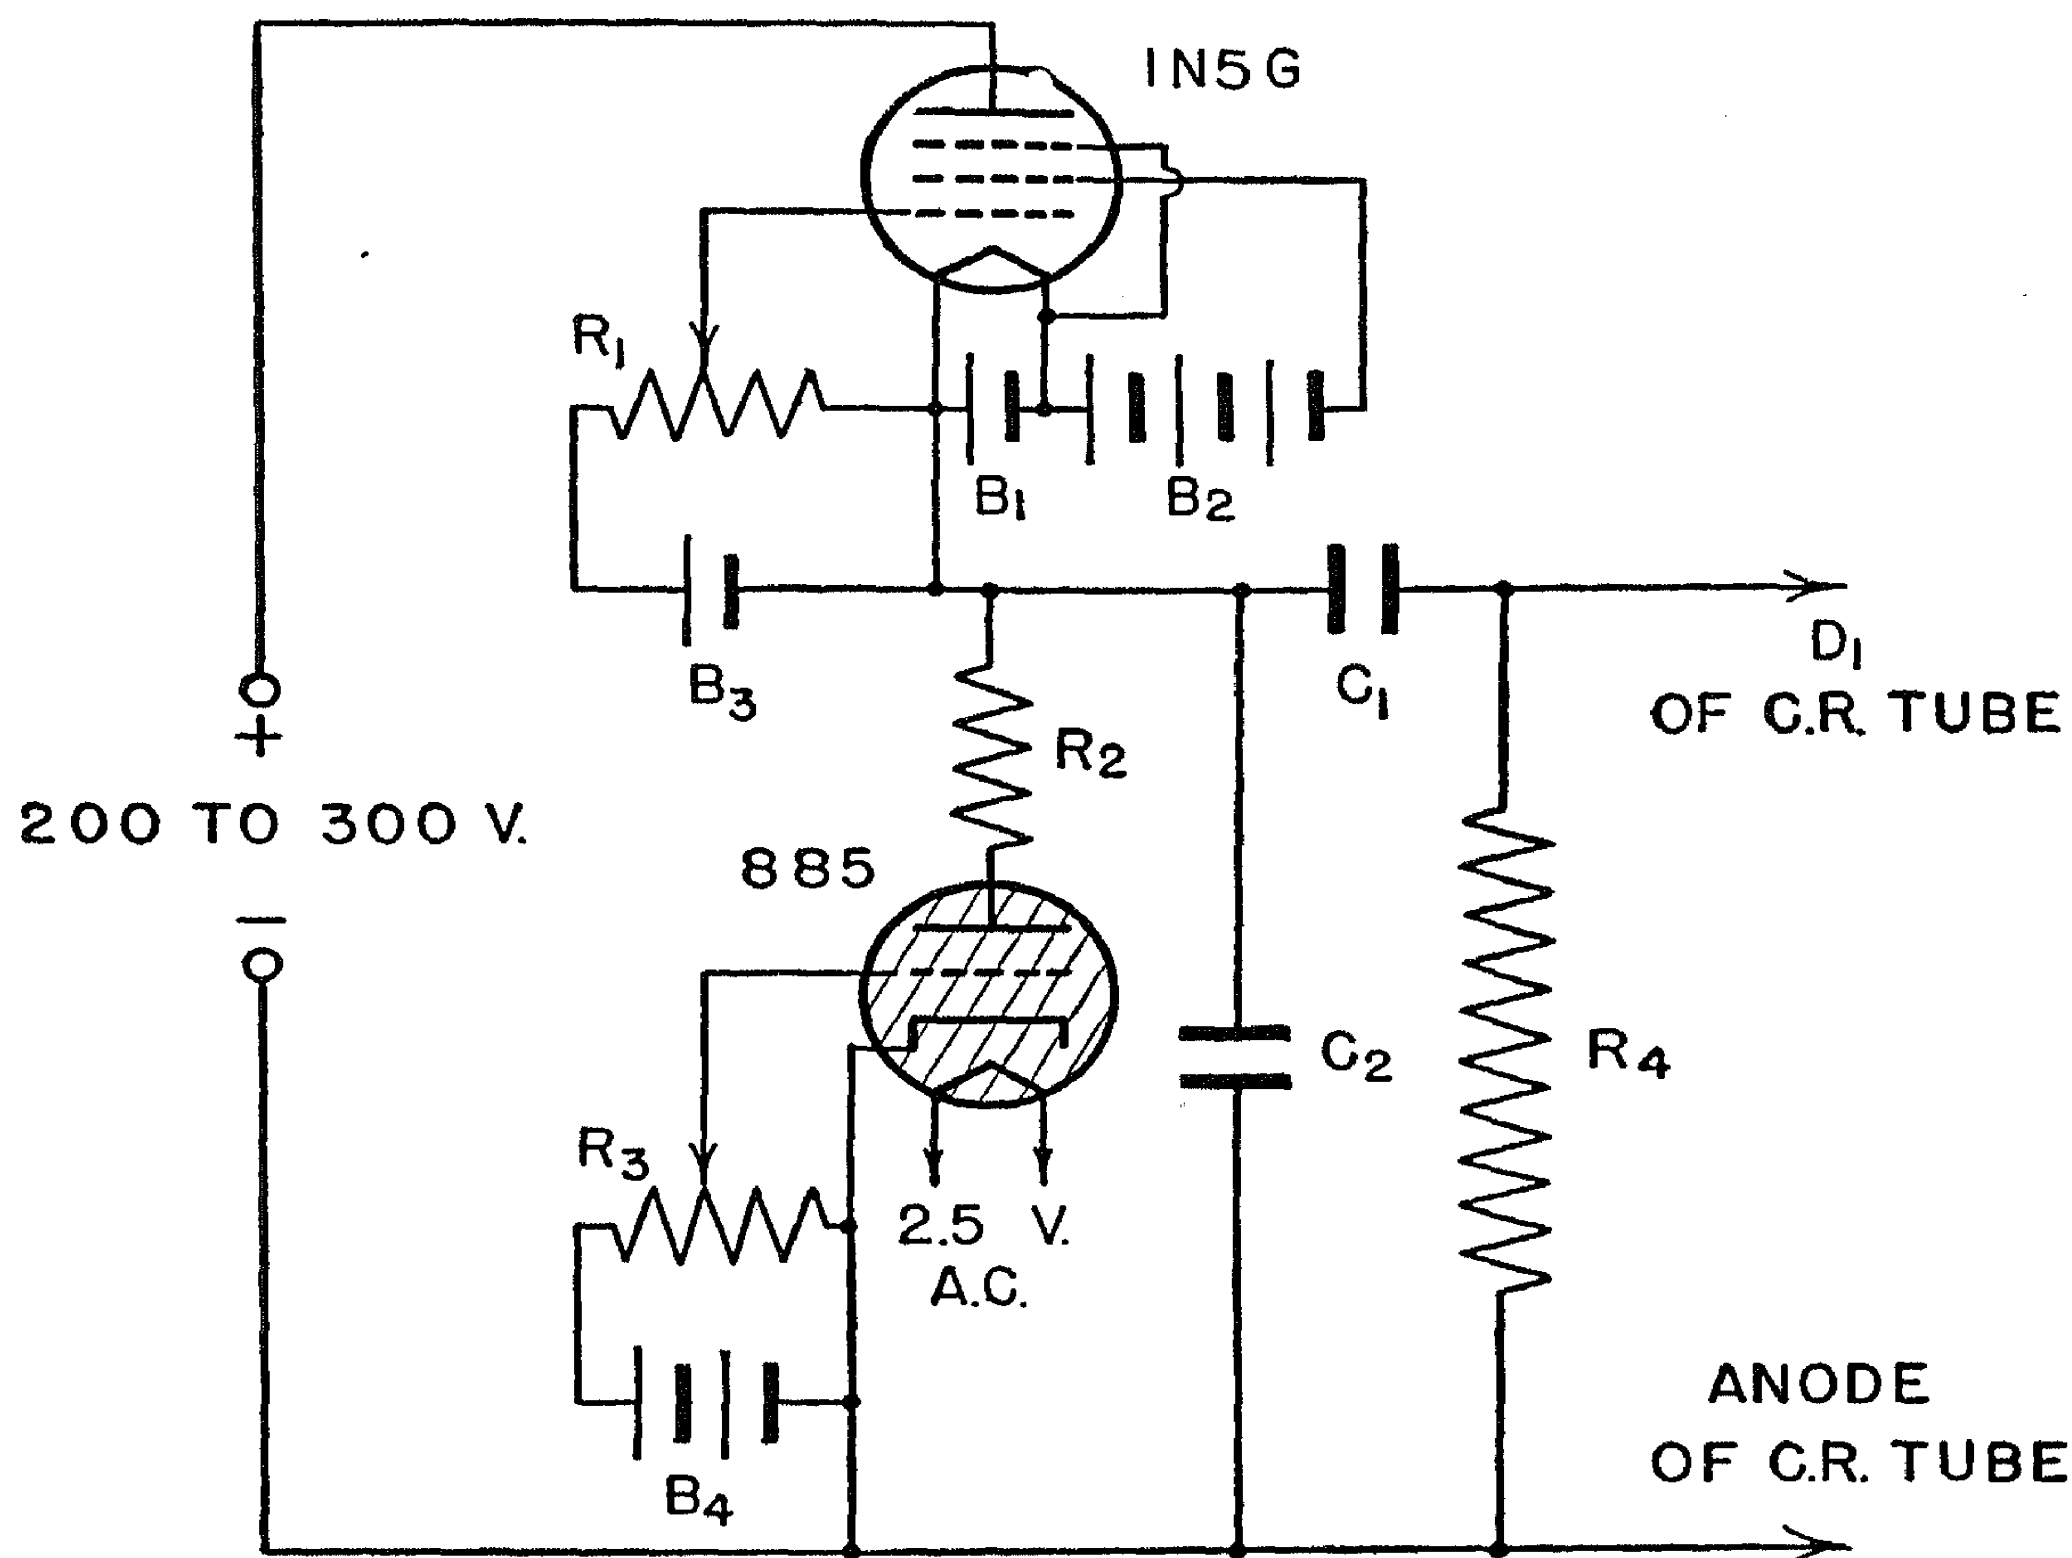 1N5G
R1
B1
B2
B3
C1
D1
OF C.R. TUBE
R2
+
200 TO 300 V.
−
885
C2
R4
R3
2.5 V.
A.C.
B4
ANODE
OF C.R. TUBE